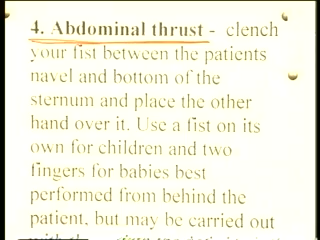 4. Abdominal thrust - clench
your fist between the patients
navel and bottom of the
sternum and place the other
hand over it. Use a fist on its
own for children and two
fingers for babies best
performed from behind the
patient, but may be carried out